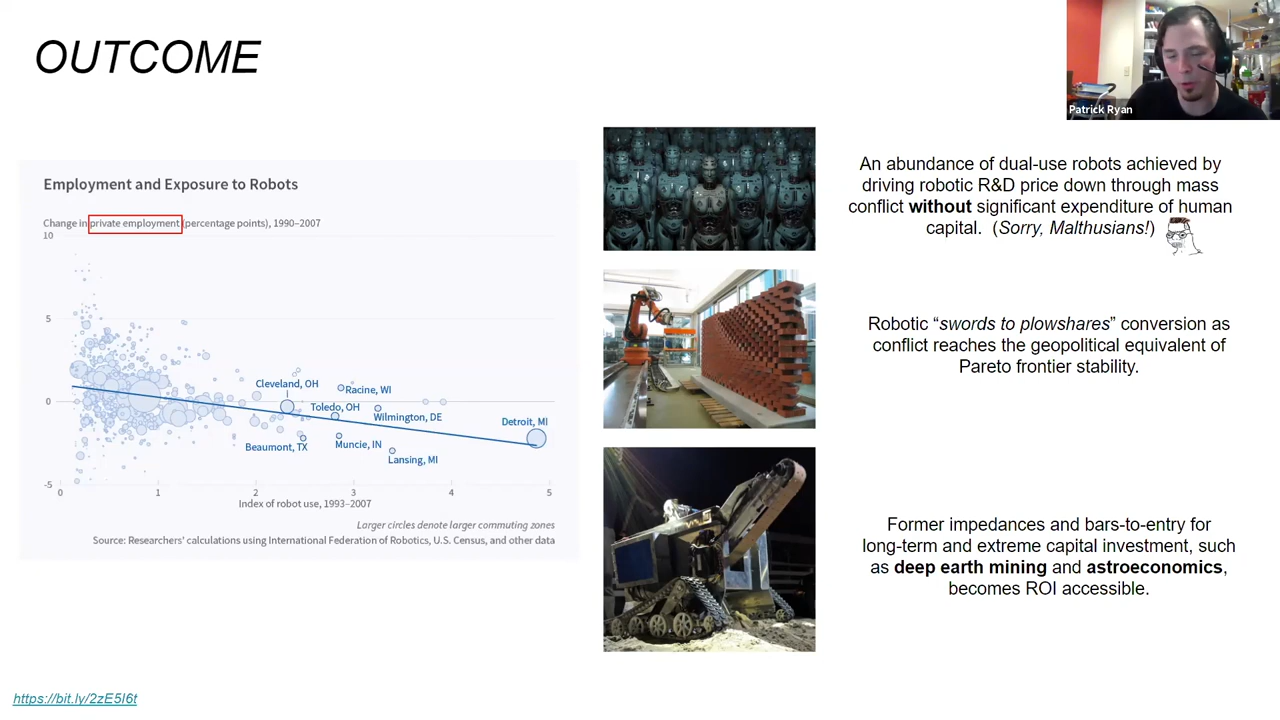 OUTCOME
Patrick Ryan
Employment and Exposure to Robots
Change in private employment (percentage points), 1990–2007
10
5
0
-5
Cleveland, OH
Racine, WI
Toledo, OH
Wilmington, DE
Detroit, MI
Beaumont, TX
Muncie, IN
Lansing, MI
0 1 2 3 4 5
Index of robot use, 1993–2007
Larger circles denote larger commuting zones
Source: Researchers' calculations using International Federation of Robotics, U.S. Census, and other data
An abundance of dual-use robots achieved by
driving robotic R&D price down through mass
conflict without significant expenditure of human
capital. (Sorry, Malthusians!)
Robotic “swords to plowshares” conversion as
conflict reaches the geopolitical equivalent of
Pareto frontier stability.
Former impedances and bars-to-entry for
long-term and extreme capital investment, such
as deep earth mining and astroeconomics,
becomes ROI accessible.
https://bit.ly/2zE5I6t